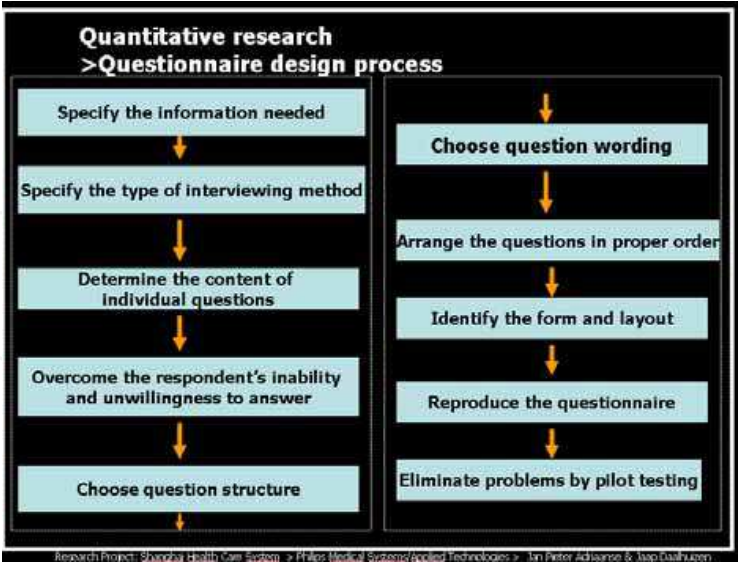 Quantitative research
>Questionnaire design process
Specify the information needed
Specify the type of interviewing method
Determine the content of
individual questions
Overcome the respondent's inability
and unwillingness to answer
Choose question structure
Choose question wording
Arrange the questions in proper order
Identify the form and layout
Reproduce the questionnaire
Eliminate problems by pilot testing
Research Project: Shanghai Health Care System > Philips Medical Systems/Applied Technologies > Jan Pieter Adriaanse & Jaap Daalhuizen